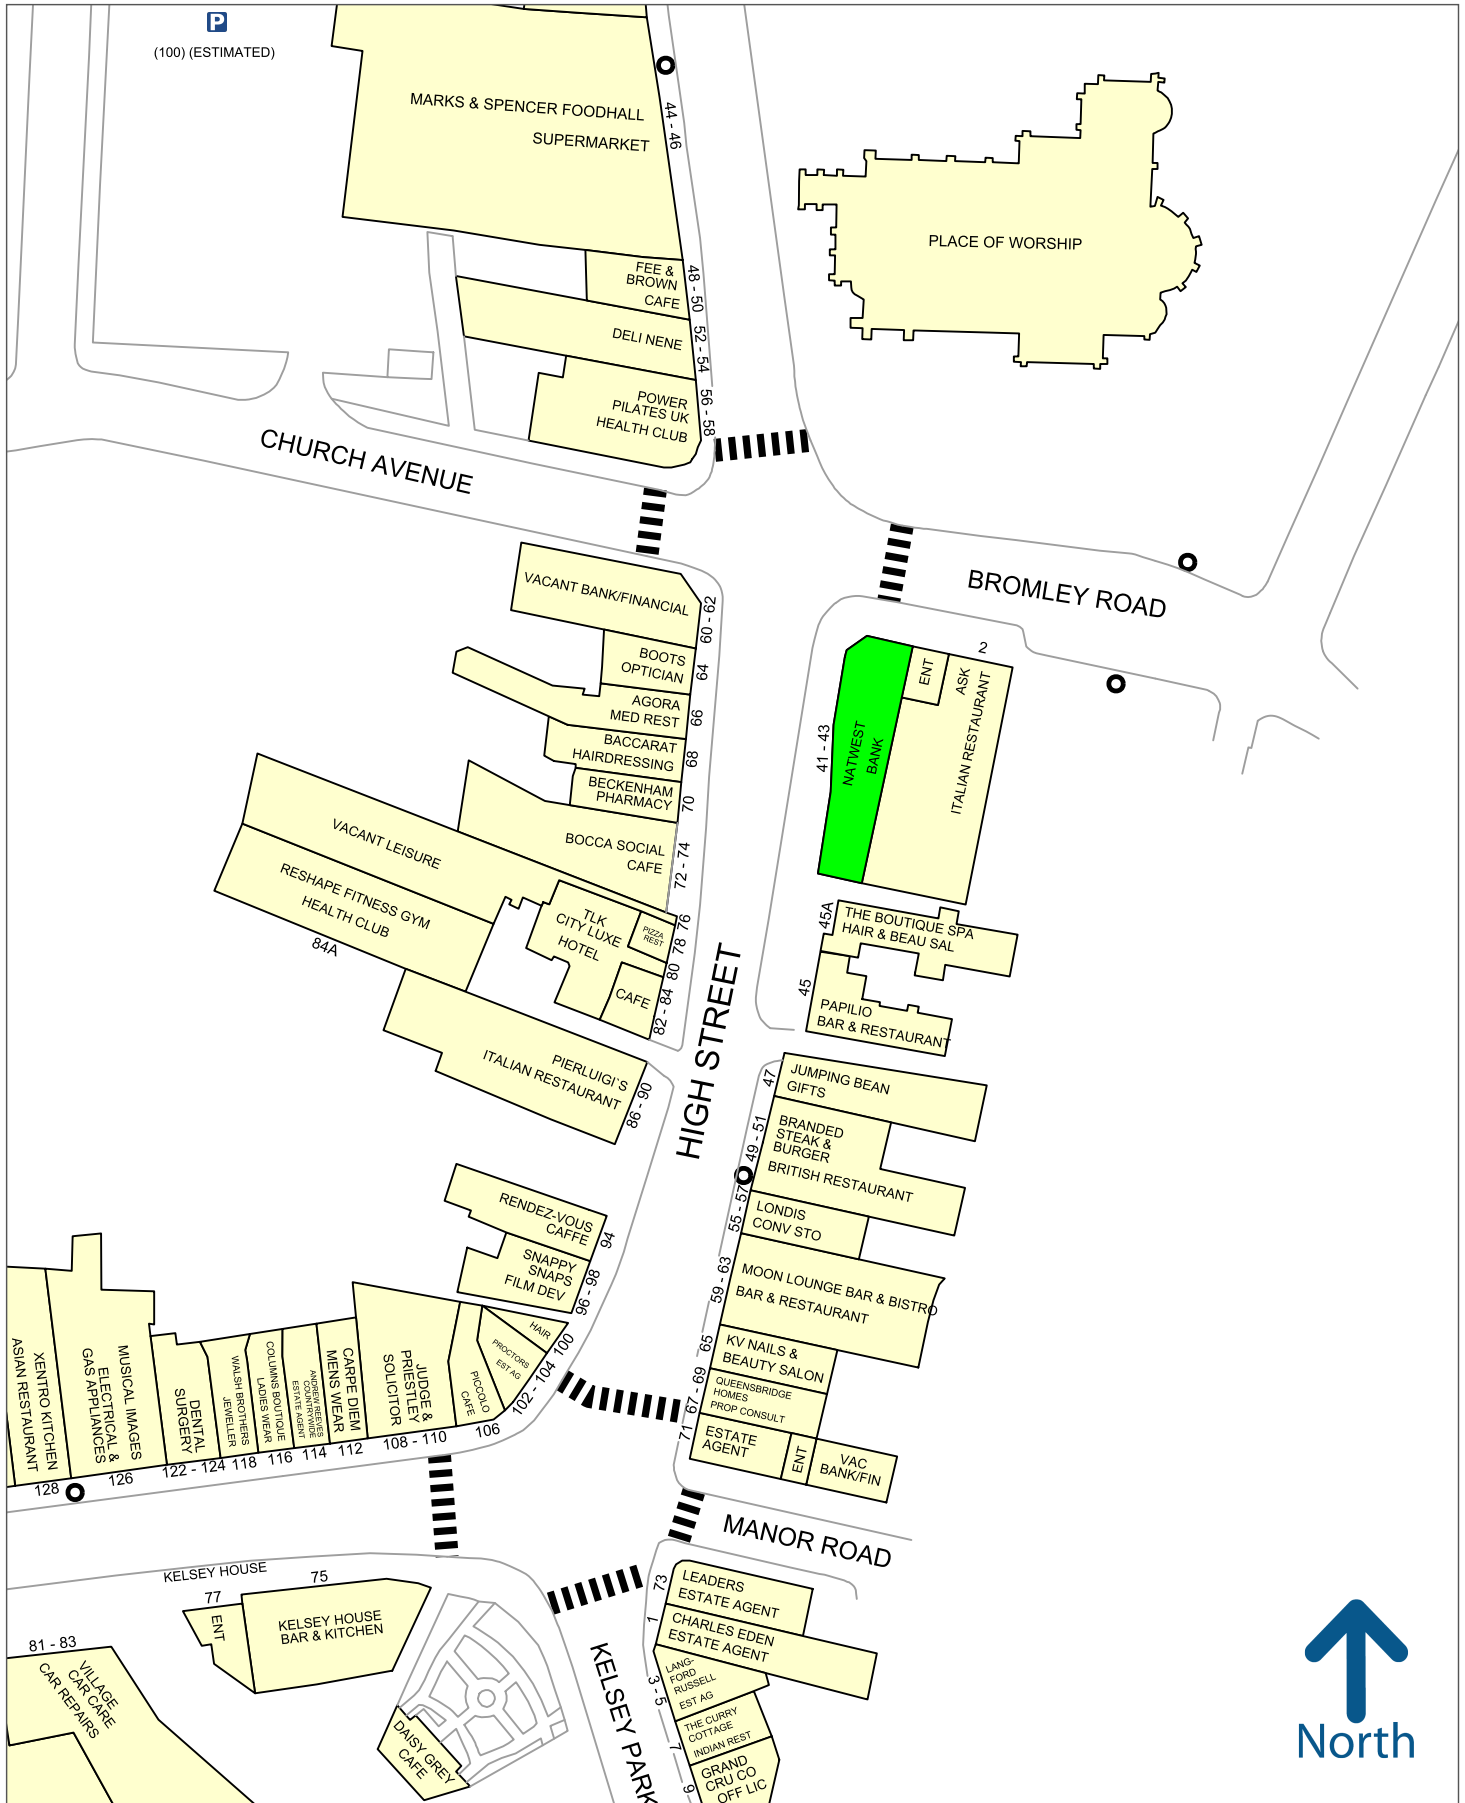 P
(100) (ESTIMATED)
MARKS & SPENCER FOODHALL
SUPERMARKET
44 - 46
PLACE OF WORSHIP
FEE &
BROWN
CAFE
48 - 50
DELI NENE
52 - 54
POWER
PILATES UK
HEALTH CLUB
56 - 58
CHURCH AVENUE
BROMLEY ROAD
VACANT BANK/FINANCIAL
60 - 62
BOOTS
OPTICIAN
64
AGORA
MED REST
66
BACCARAT
HAIRDRESSING
68
BECKENHAM
PHARMACY
70
BOCCA SOCIAL
CAFE
72 - 74
2
ENT
ASK
ITALIAN RESTAURANT
NATWEST
BANK
41 - 43
VACANT LEISURE
76
RESHAPE FITNESS GYM
HEALTH CLUB
84A
TLK
CITY LUXE
HOTEL
PIZZA
REST
78
80
CAFE
82 - 84
45A
THE BOUTIQUE SPA
HAIR & BEAU SAL
45
PAPILIO
BAR & RESTAURANT
HIGH STREET
PIERLUIGI`S
ITALIAN RESTAURANT
86 - 90
47
JUMPING BEAN
GIFTS
49 - 51
BRANDED
STEAK &
BURGER
BRITISH RESTAURANT
55 - 57
LONDIS
CONV STO
RENDEZ-VOUS
CAFFE
94
SNAPPY
SNAPS
FILM DEV
96 - 98
59 - 63
MOON LOUNGE BAR & BISTRO
BAR & RESTAURANT
HAIR
100
PROCTORS
EST AG
102 - 104
65
KV NAILS &
BEAUTY SALON
67 - 69
QUEENSBRIDGE
HOMES
PROP CONSULT
71
ESTATE
AGENT
ENT
VAC
BANK/FIN
XENTRO KITCHEN
ASIAN RESTAURANT
128
MUSICAL IMAGES
ELECTRICAL &
GAS APPLIANCES
126
DENTAL
SURGERY
122 - 124
WALSH BROTHERS
JEWELLER
118
COLUMNS BOUTIQUE
LADIES WEAR
116
ANDREW REEVES
COUNTRYWIDE
ESTATE AGENT
114
CARPE DIEM
MENS WEAR
112
JUDGE &
PRIESTLEY
SOLICITOR
108 - 110
PICCOLO
CAFE
106
MANOR ROAD
KELSEY HOUSE
77
ENT
75
KELSEY HOUSE
BAR & KITCHEN
81 - 83
VILLAGE
CAR CARE
CAR REPAIRS
DAISY GREY
CAFE
KELSEY PARK
73
LEADERS
ESTATE AGENT
1
CHARLES EDEN
ESTATE AGENT
3 - 5
LANG-
FORD
RUSSELL
EST AG
7
THE CURRY
COTTAGE
INDIAN REST
9
GRAND
CRU CO
OFF LIC
North